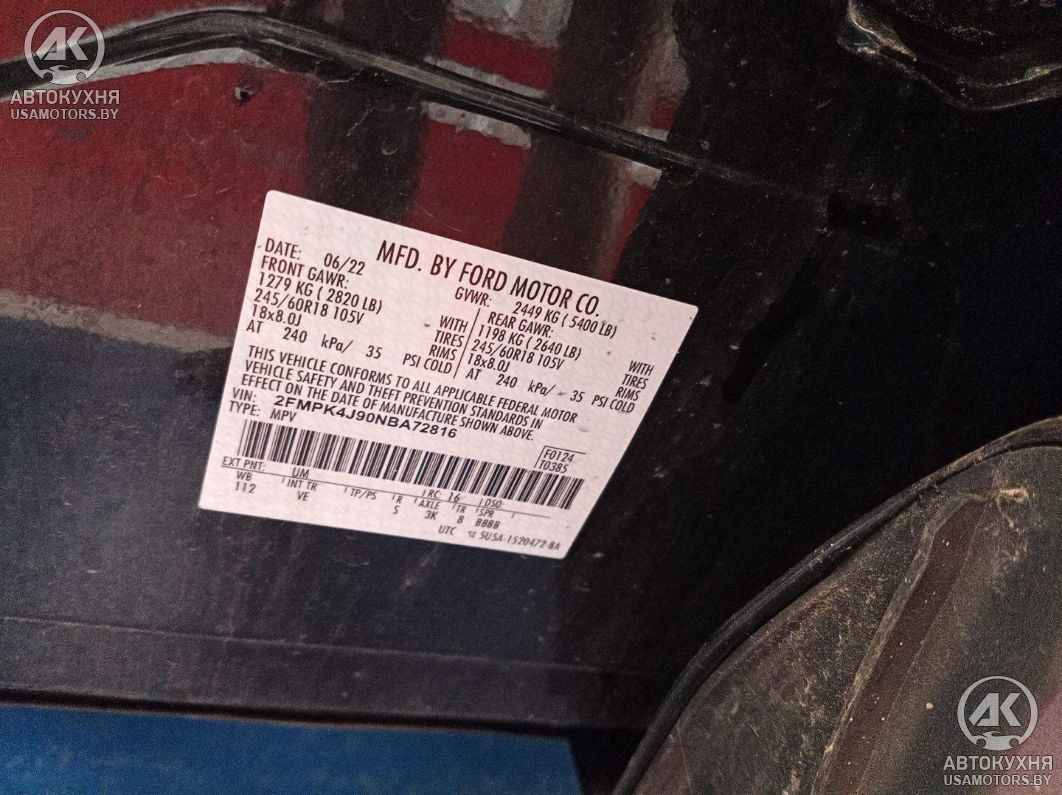 AK
АВТОКУХНЯ
USAMOTORS.BY
MFD. BY FORD MOTOR CO.
DATE: 06/22
GVWR: 2449 KG ( 5400 LB)
FRONT GAWR:
1279 KG ( 2820 LB) WITH
245/60R18 105V TIRES
18x8.0J RIMS
AT 240 kPa/ 35 PSI COLD
REAR GAWR:
1198 KG ( 2640 LB) WITH
245/60R18 105V TIRES
18x8.0J RIMS
AT 240 kPa/ 35 PSI COLD
THIS VEHICLE CONFORMS TO ALL APPLICABLE FEDERAL MOTOR
VEHICLE SAFETY AND THEFT PREVENTION STANDARDS IN
EFFECT ON THE DATE OF MANUFACTURE SHOWN ABOVE.
VIN: 2FMPK4J90NBA72816
TYPE: MPV
F0124
T0385
EXT PNT: UM RC: 16 DSO:
WB INT TR TP/PS R AXLE TR SPR
112 VE S 3K 8 BBBB
UTC 5U5A-1520472-BA
AK
АВТОКУХНЯ
USAMOTORS.BY